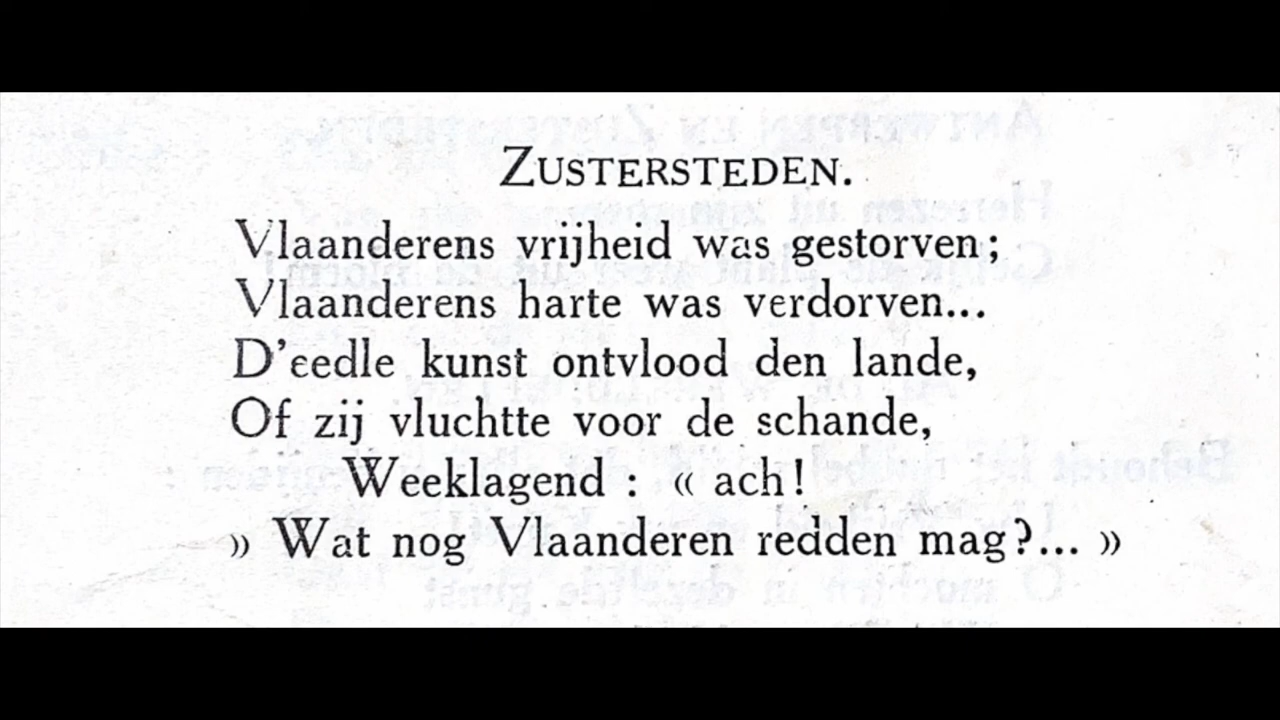 ZUSTERSTEDEN.
Vlaanderens vrijheid was gestorven;
Vlaanderens harte was verdorven...
D'eedle kunst ontvlood den lande,
Of zij vluchtte voor de schande,
Weeklagend : « ach!
» Wat nog Vlaanderen redden mag?... »